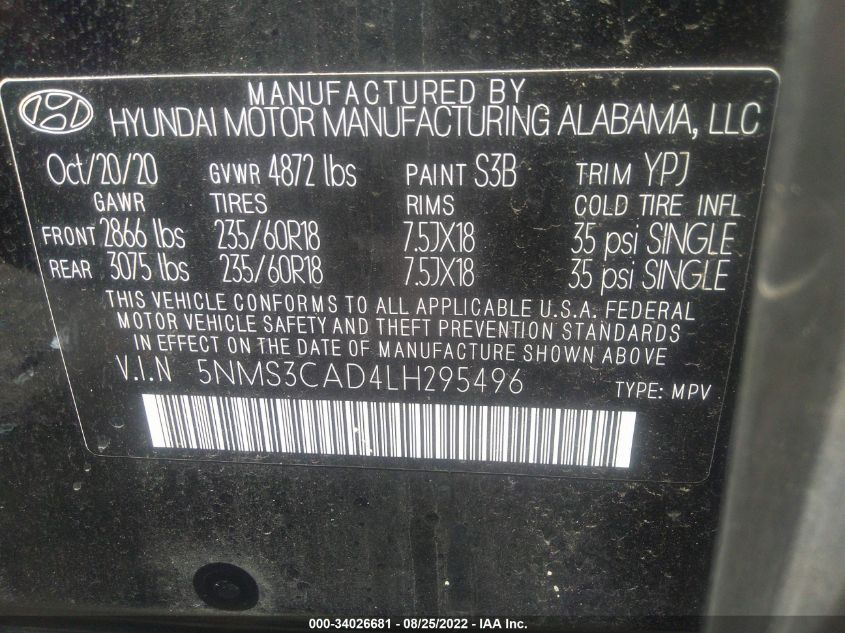 MANUFACTURED BY
HYUNDAI MOTOR MANUFACTURING ALABAMA, LLC
Oct/20/20 GVWR 4872 lbs PAINT S3B TRIM YPJ
GAWR TIRES RIMS COLD TIRE INFL
FRONT 2866 lbs 235/60R18 7.5JX18 35 psi SINGLE
REAR 3075 lbs 235/60R18 7.5JX18 35 psi SINGLE
THIS VEHICLE CONFORMS TO ALL APPLICABLE U.S.A. FEDERAL
MOTOR VEHICLE SAFETY AND THEFT PREVENTION STANDARDS
IN EFFECT ON THE DATE OF MANUFACTURE SHOWN ABOVE
V.I.N 5NMS3CAD4LH295496 TYPE: MPV
000-34026681 // 08/25/2022 - IAA Inc.